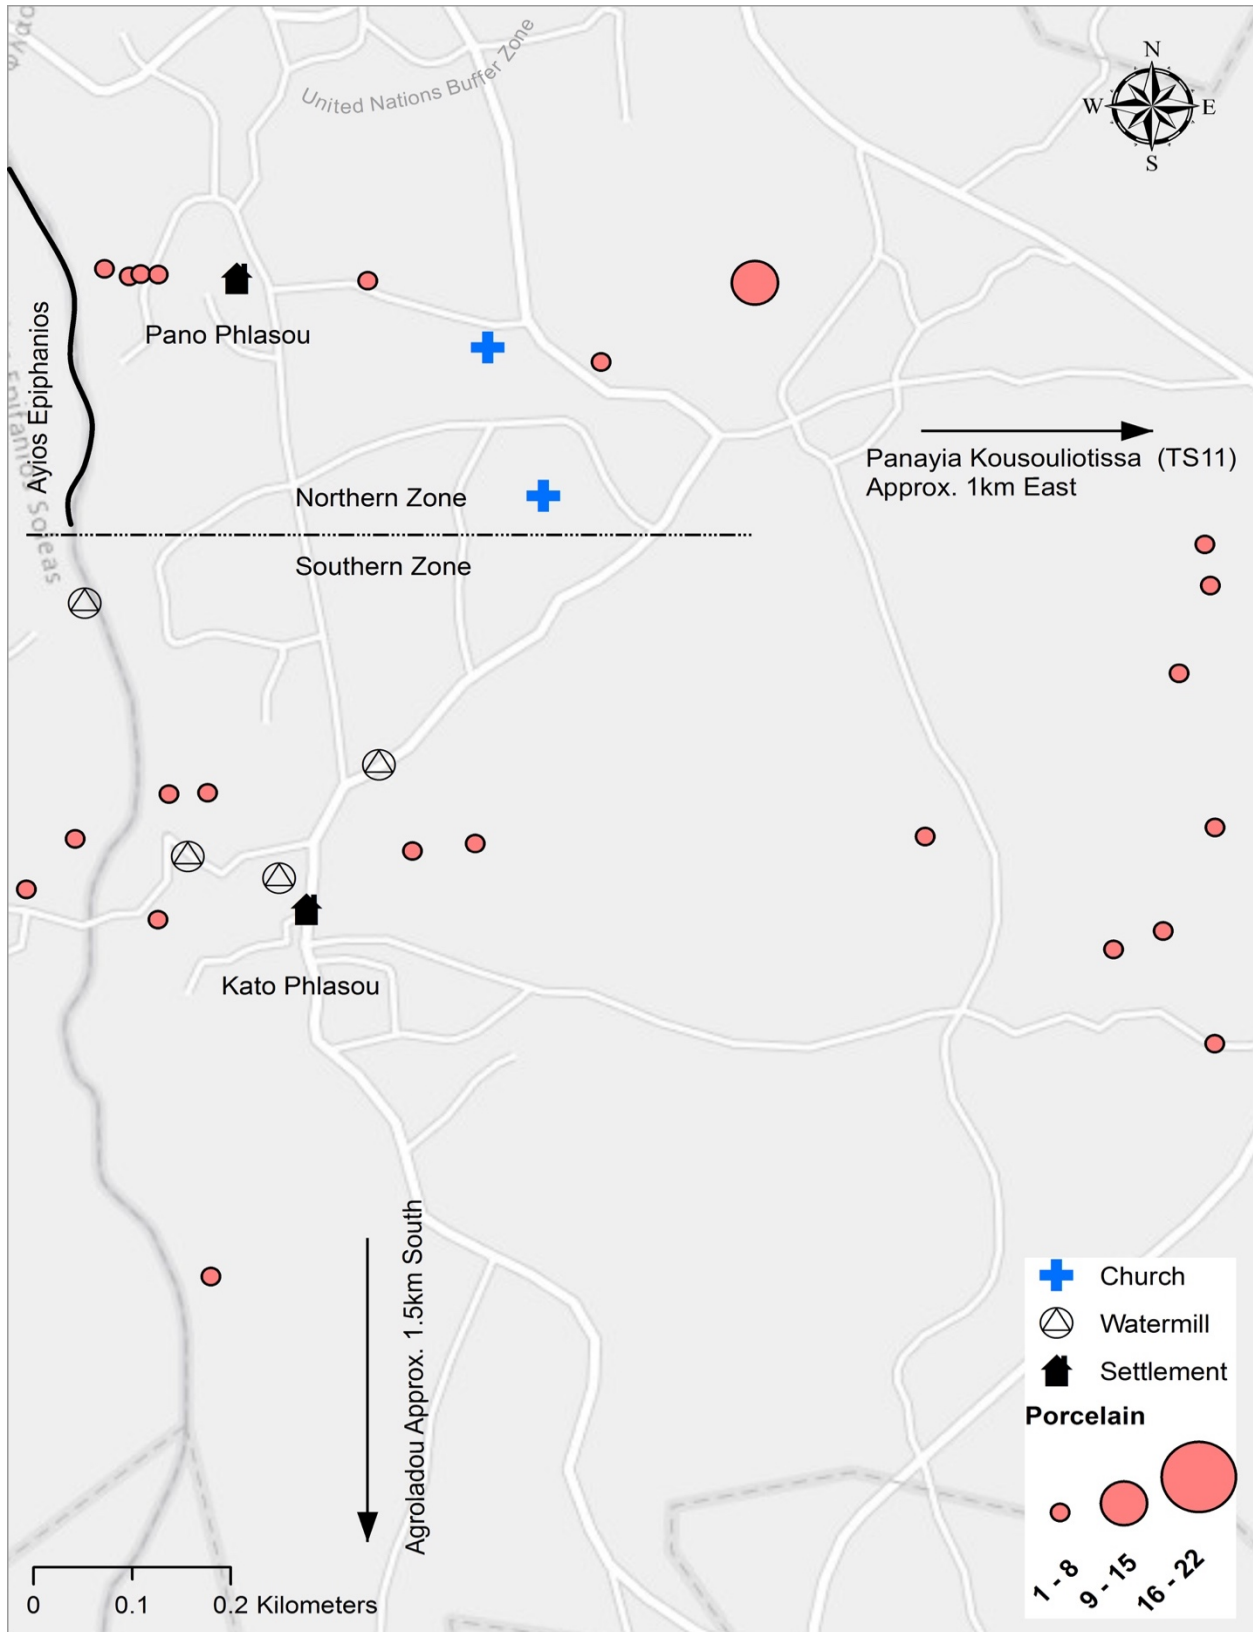 United Nations Buffer Zone
N
W
E
S
Pano Phlasou
Ayios Epiphanios
Panayia Kousouliotissa (TS11)
Approx. 1km East
Northern Zone
Southern Zone
Kato Phlasou
Agroladou Approx. 1.5km South
Church
Watermill
Settlement
Porcelain
1 - 8
9 - 15
16 - 22
0
0.1
0.2 Kilometers